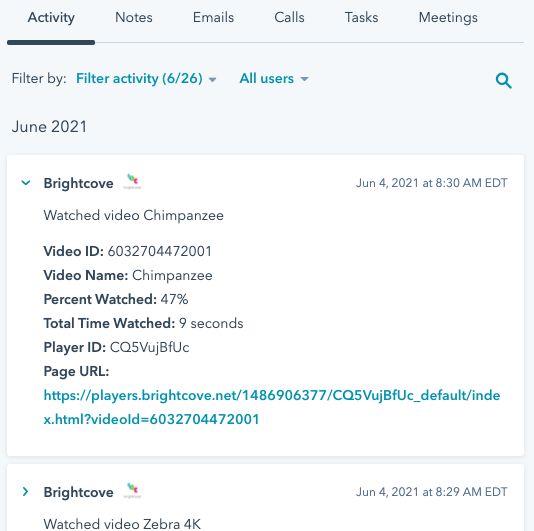 Activity Notes Emails Calls Tasks Meetings
Filter by: Filter activity (6/26) All users
June 2021
Brightcove Jun 4, 2021 at 8:30 AM EDT
Watched video Chimpanzee
Video ID: 6032704472001
Video Name: Chimpanzee
Percent Watched: 47%
Total Time Watched: 9 seconds
Player ID: CQ5VujBfUc
Page URL:
https://players.brightcove.net/1486906377/CQ5VujBfUc_default/inde
x.html?videoId=6032704472001
Brightcove Jun 4, 2021 at 8:29 AM EDT
Watched video Zebra 4K